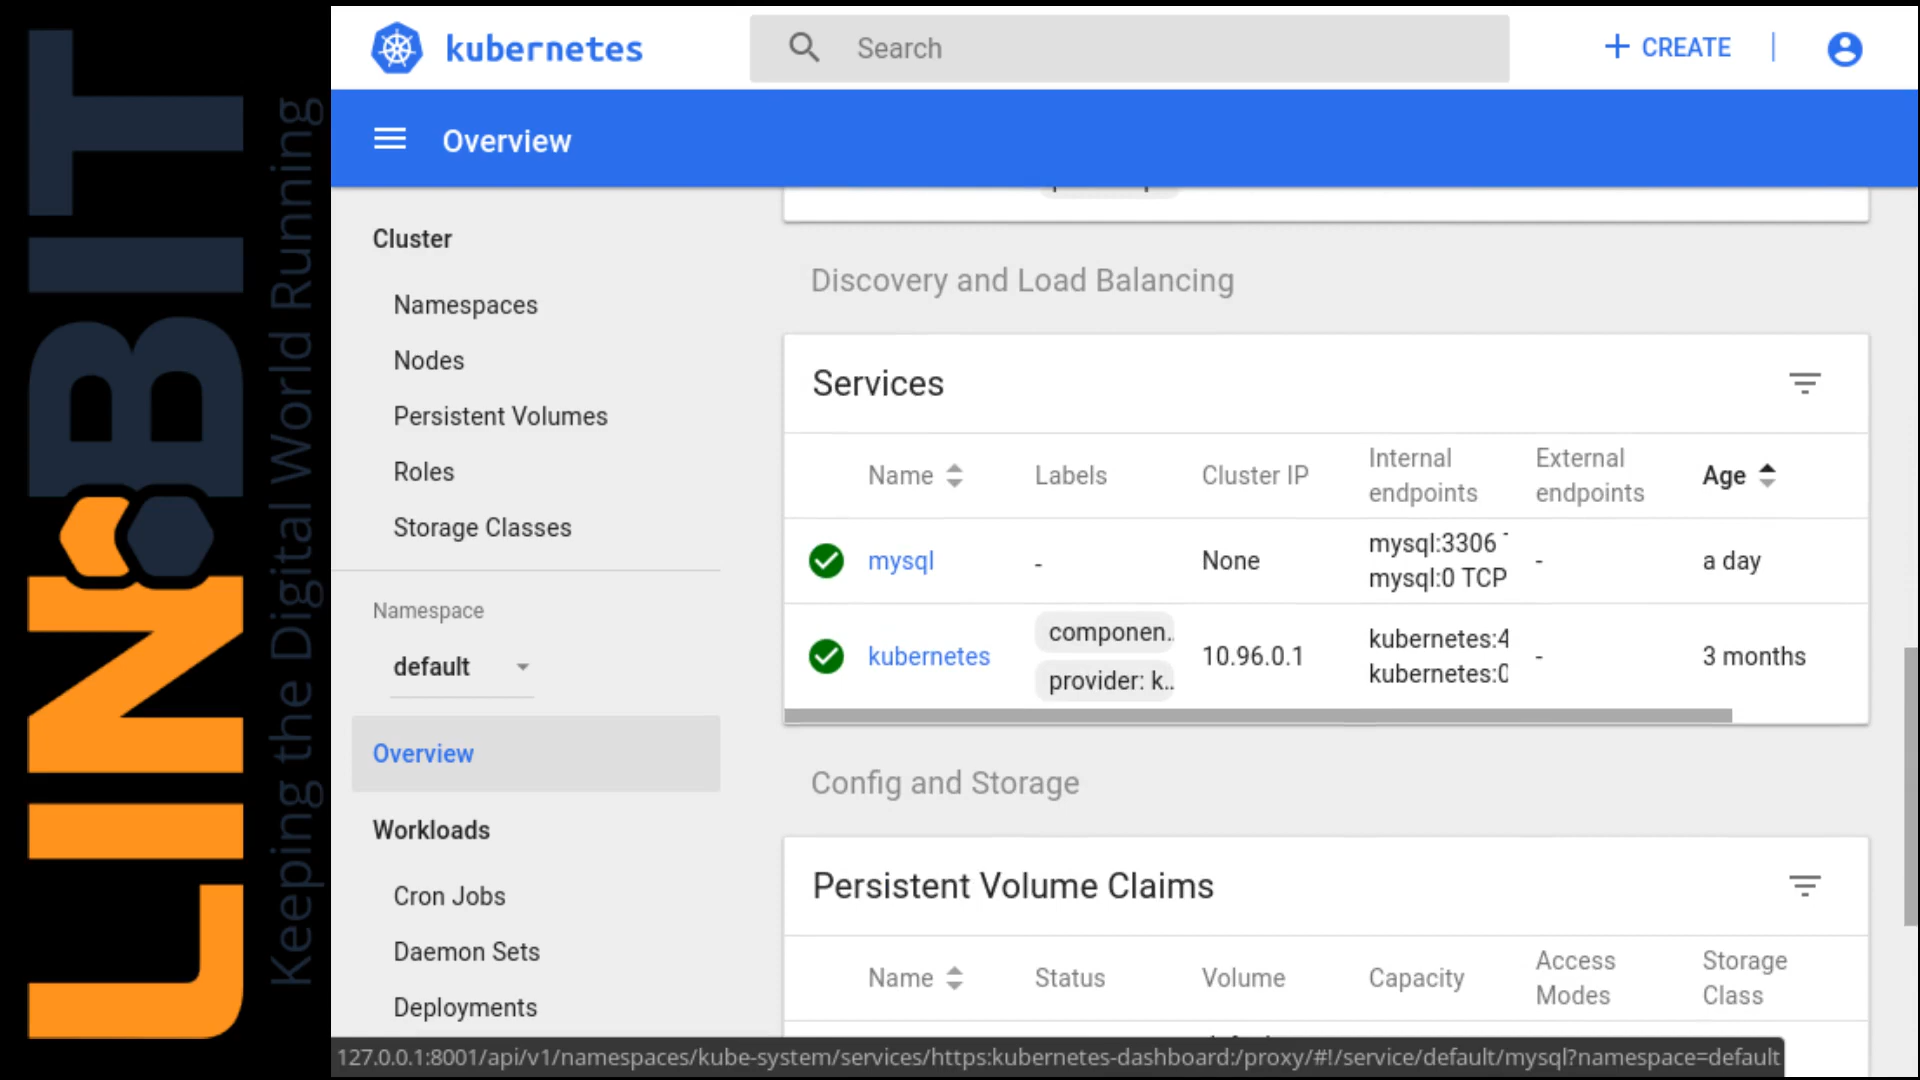 LINBIT
Keeping the Digital World Running
kubernetes
Search
+ CREATE
Overview
Cluster
Namespaces
Nodes
Persistent Volumes
Roles
Storage Classes
Namespace
default
Overview
Workloads
Cron Jobs
Daemon Sets
Deployments
Discovery and Load Balancing
Services
Name Labels Cluster IP Internal endpoints External endpoints Age
mysql - None mysql:3306 - a day
mysql:0 TCP
kubernetes componen.. 10.96.0.1 kubernetes:4 - 3 months
provider: k.. kubernetes:0
Config and Storage
Persistent Volume Claims
Name Status Volume Capacity Access Modes Storage Class
127.0.0.1:8001/api/v1/namespaces/kube-system/services/https:kubernetes-dashboard:/proxy/#!/service/default/mysql?namespace=default